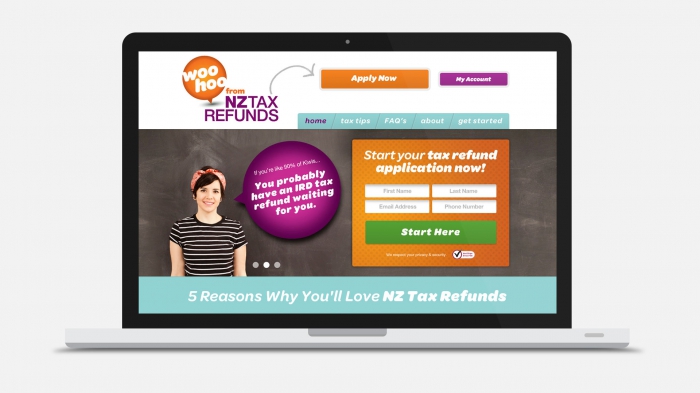 woo
hoo
from
NZTAX
REFUNDS
Apply Now
My Account
home
tax tips
FAQ's
about
get started
If you're like 80% of Kiwis...
You probably
have an IRD tax
refund waiting
for you.
Start your tax refund
application now!
First Name
Last Name
Email Address
Phone Number
Start Here
We respect your privacy & security
5 Reasons Why You'll Love NZ Tax Refunds